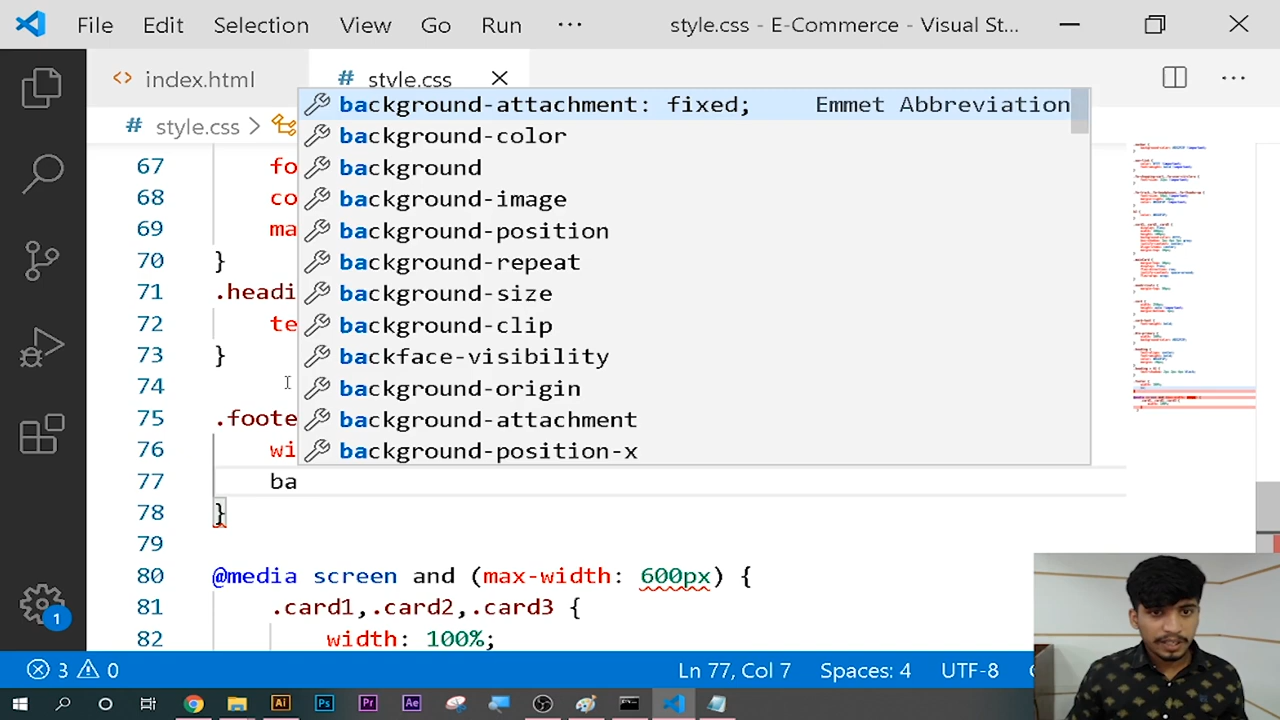 File Edit Selection View Go Run ··· style.css - E-Commerce - Visual St...
index.html # style.css
# style.css >
background-attachment: fixed; Emmet Abbreviation
background-color
background
background-image
background-position
background-repeat
background-size
background-clip
backface-visibility
background-origin
background-attachment
background-position-x
67 fo
68 co
69 ma
70 }
71 .headi
72 te
73 }
74
75 .foote
76 wi
77 ba
78 }
79
80 @media screen and (max-width: 600px) {
81 .card1,.card2,.card3 {
82 width: 100%;
1
3 0 Ln 77, Col 7 Spaces: 4 UTF-8
Ai Ps Pr Ae